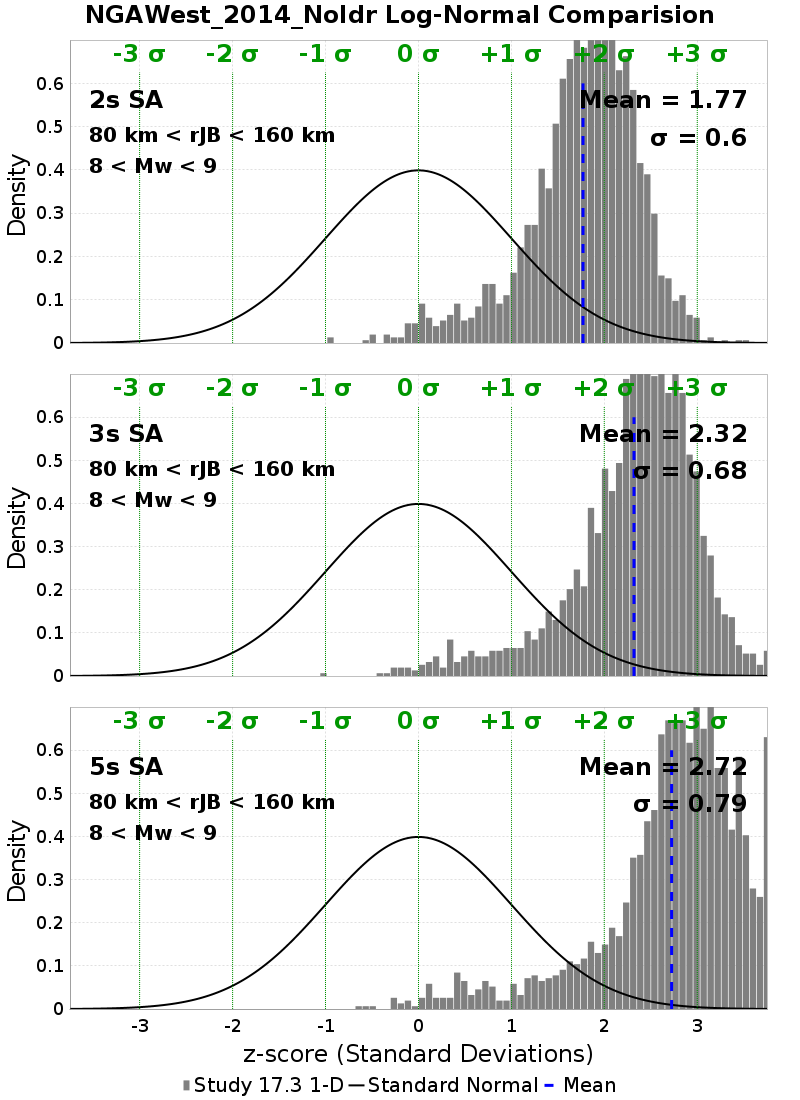 NGAWest_2014_NoIdr Log-Normal Comparision
-3 σ -2 σ -1 σ 0 σ +1 σ +2 σ +3 σ
2s SA
Mean = 1.77
80 km < rJB < 160 km
σ = 0.6
8 < Mw < 9
0.6
0.5
0.4
0.3
0.2
0.1
0
Density
-3 σ -2 σ -1 σ 0 σ +1 σ +2 σ +3 σ
3s SA
Mean = 2.32
80 km < rJB < 160 km
σ = 0.68
8 < Mw < 9
0.6
0.5
0.4
0.3
0.2
0.1
0
Density
-3 σ -2 σ -1 σ 0 σ +1 σ +2 σ +3 σ
5s SA
Mean = 2.72
80 km < rJB < 160 km
σ = 0.79
8 < Mw < 9
0.6
0.5
0.4
0.3
0.2
0.1
0
Density
-3 -2 -1 0 1 2 3
z-score (Standard Deviations)
Study 17.3 1-D Standard Normal Mean